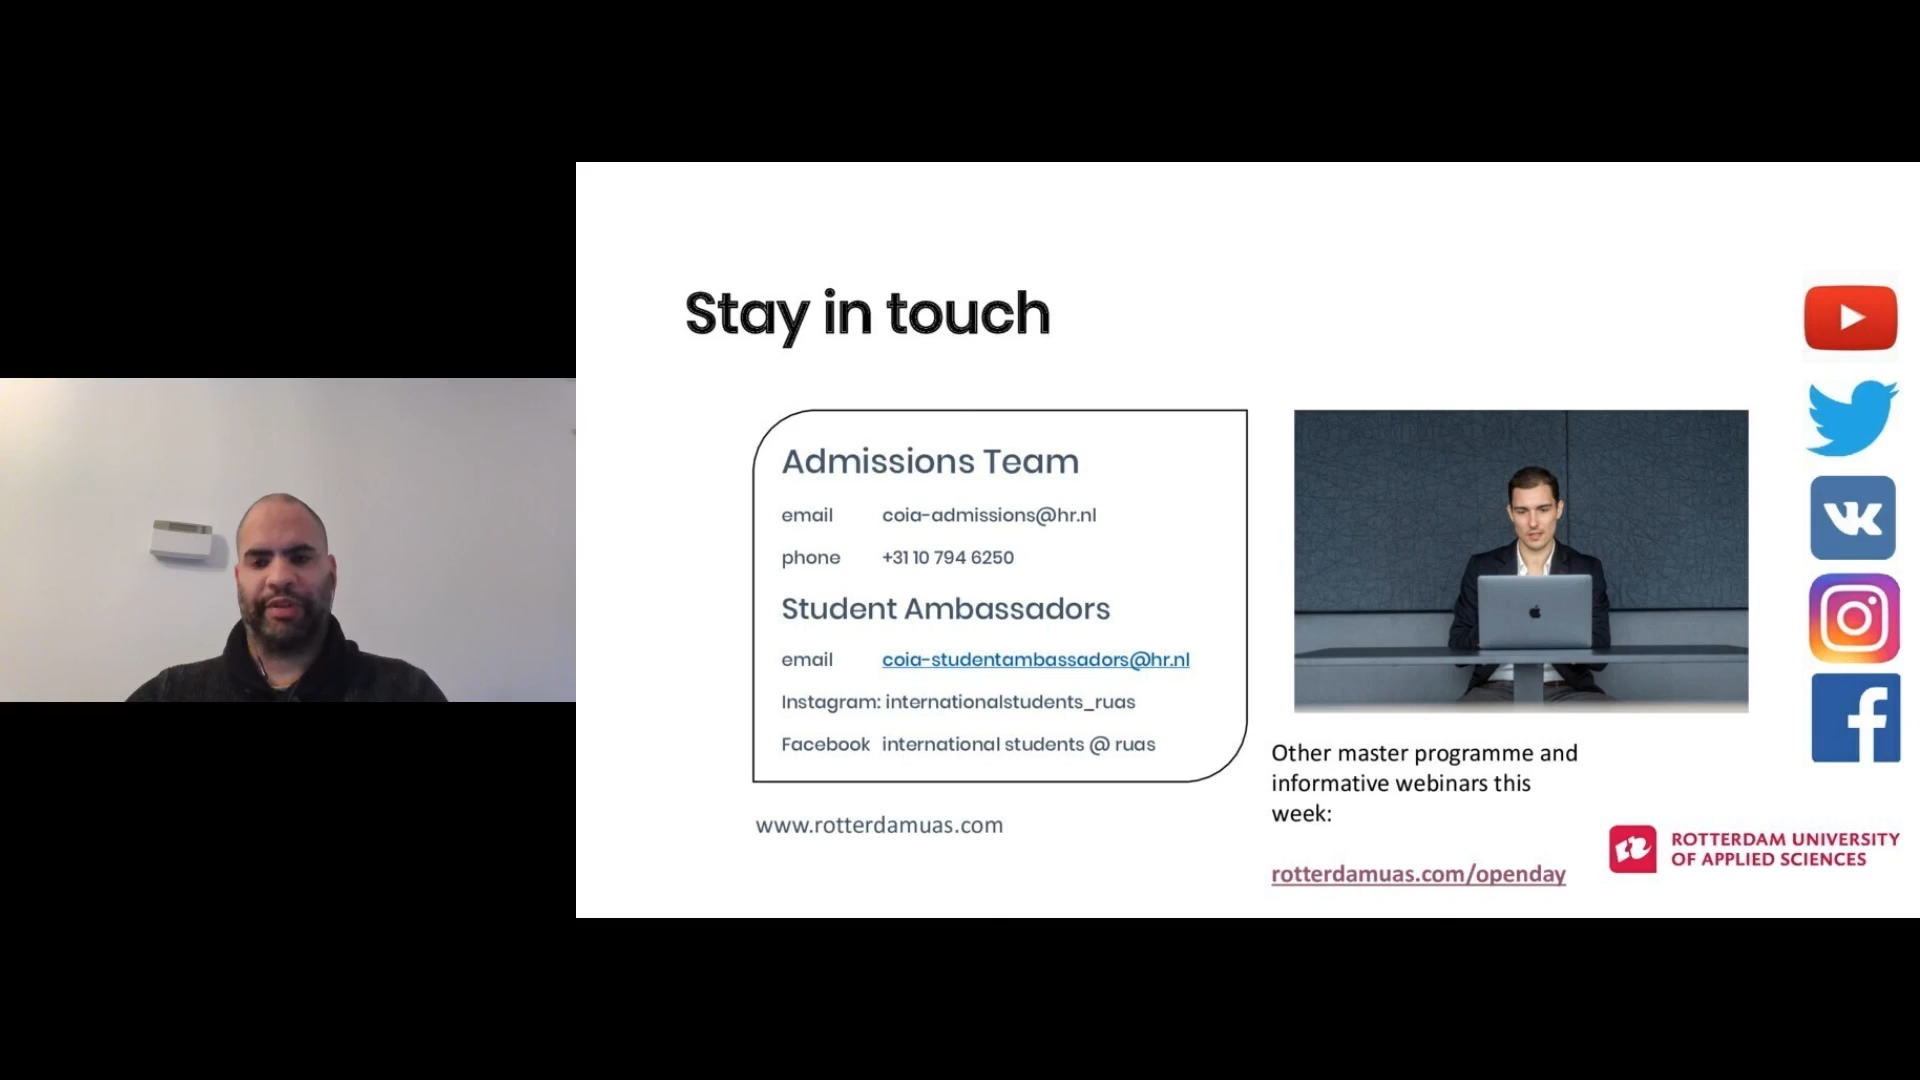 Stay in touch
Admissions Team
email coia-admissions@hr.nl
phone +31 10 794 6250
Student Ambassadors
email coia-studentambassadors@hr.nl
Instagram: internationalstudents_ruas
Facebook international students @ ruas
www.rotterdamuas.com
Other master programme and
informative webinars this
week:
rotterdamuas.com/openday
ROTTERDAM UNIVERSITY
OF APPLIED SCIENCES